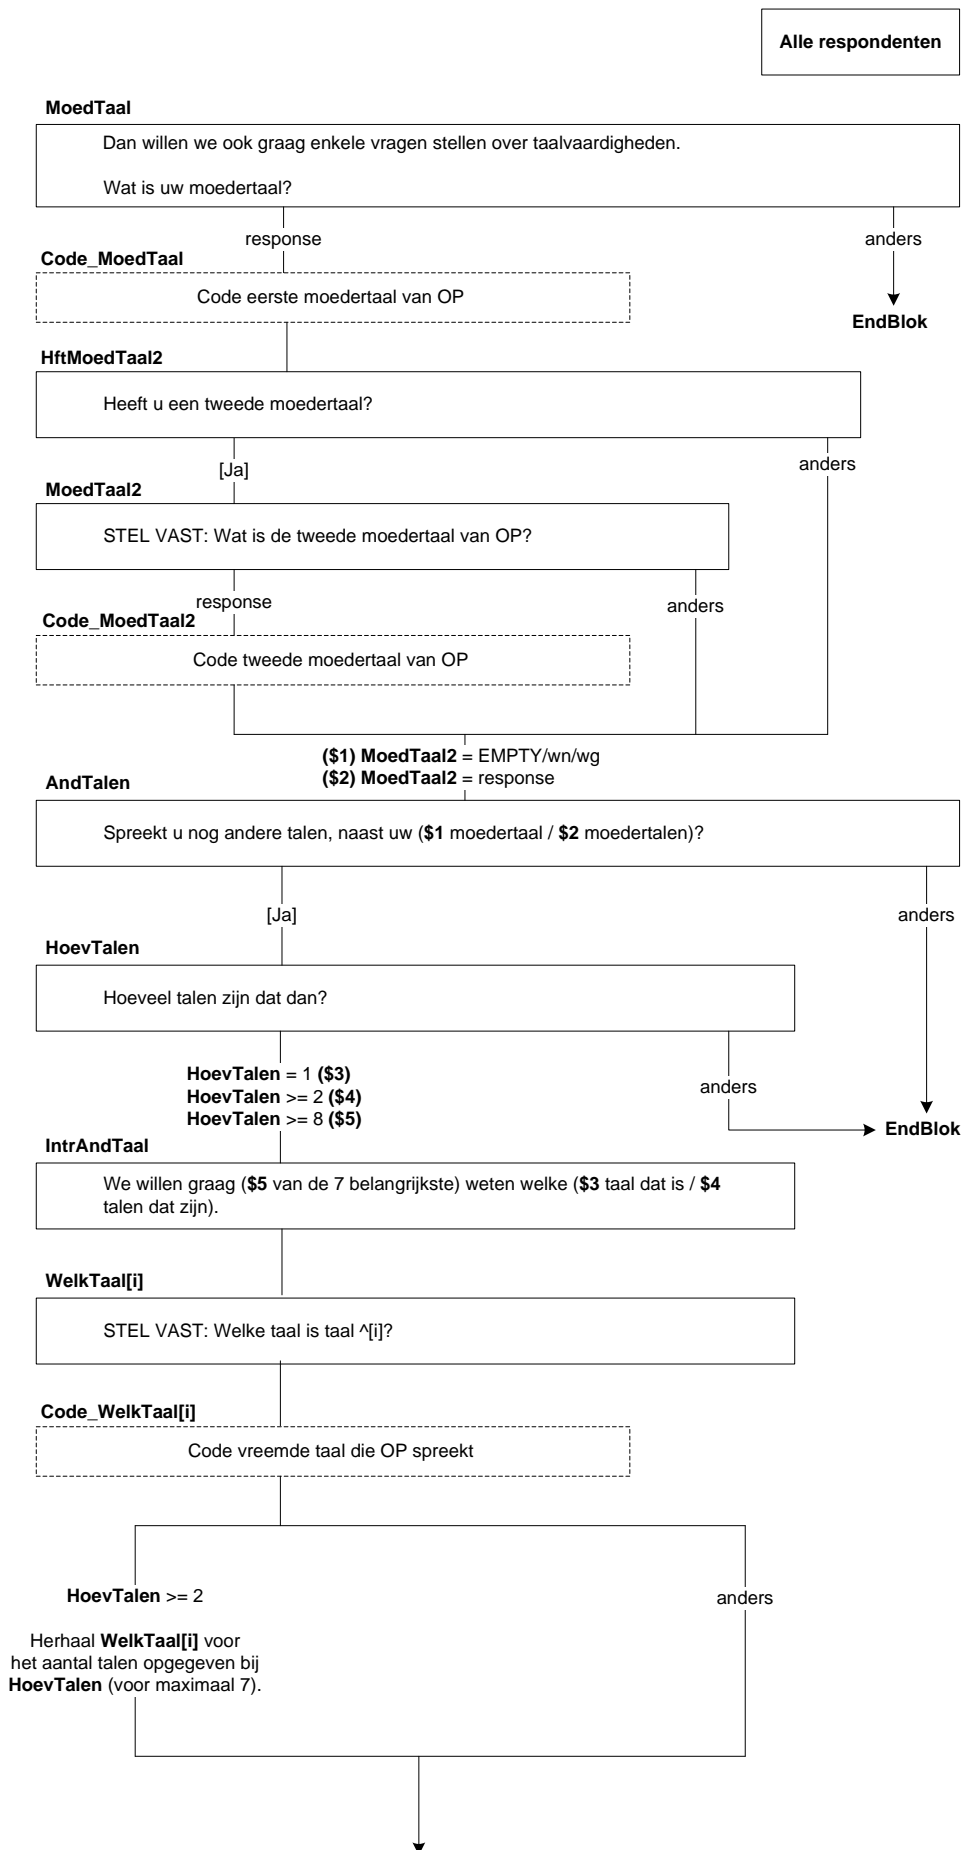 Alle respondenten
MoedTaal
Dan willen we ook graag enkele vragen stellen over taalvaardigheden.
Wat is uw moedertaal?
response
anders
Code_MoedTaal
Code eerste moedertaal van OP
EndBlok
HftMoedTaal2
Heeft u een tweede moedertaal?
[Ja]
anders
MoedTaal2
STEL VAST: Wat is de tweede moedertaal van OP?
response
anders
Code_MoedTaal2
Code tweede moedertaal van OP
($1) MoedTaal2 = EMPTY/wn/wg
($2) MoedTaal2 = response
AndTalen
Spreekt u nog andere talen, naast uw ($1 moedertaal / $2 moedertalen)?
[Ja]
anders
HoevTalen
Hoeveel talen zijn dat dan?
HoevTalen = 1 ($3)
HoevTalen >= 2 ($4)
HoevTalen >= 8 ($5)
anders
EndBlok
IntrAndTaal
We willen graag ($5 van de 7 belangrijkste) weten welke ($3 taal dat is / $4
talen dat zijn).
WelkTaal[i]
STEL VAST: Welke taal is taal ^[i]?
Code_WelkTaal[i]
Code vreemde taal die OP spreekt
HoevTalen >= 2
anders
Herhaal WelkTaal[i] voor
het aantal talen opgegeven bij
HoevTalen (voor maximaal 7).